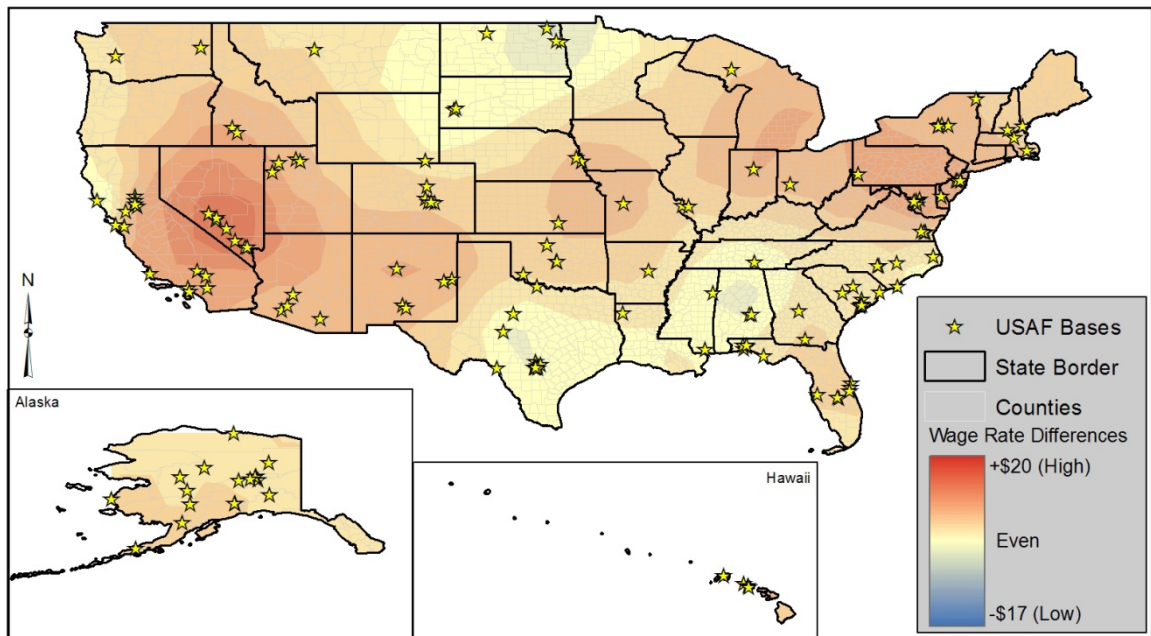 N
Alaska
Hawaii
USAF Bases
State Border
Counties
Wage Rate Differences
+$20 (High)
Even
-$17 (Low)